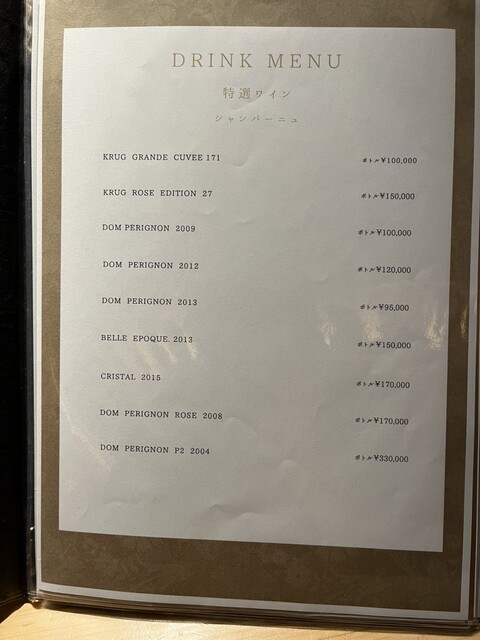 DRINK MENU
特選ワイン
シャンパーニュ
KRUG GRANDE CUVEE 171 ボトル¥100,000
KRUG ROSE EDITION 27 ボトル¥150,000
DOM PERIGNON 2009 ボトル¥100,000
DOM PERIGNON 2012 ボトル¥120,000
DOM PERIGNON 2013 ボトル¥95,000
BELLE EPOQUE. 2013 ボトル¥150,000
CRISTAL 2015 ボトル¥170,000
DOM PERIGNON ROSE 2008 ボトル¥170,000
DOM PERIGNON P2 2004 ボトル¥330,000